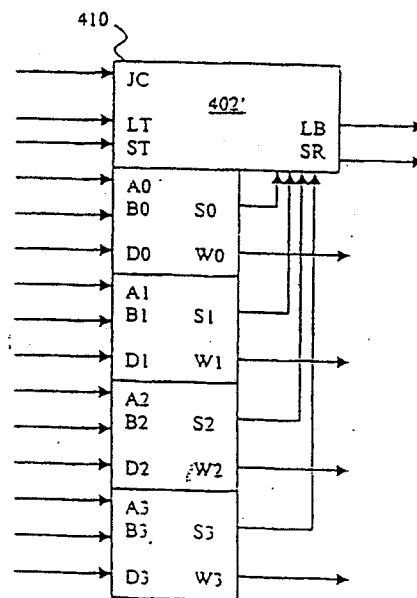 410
JC
402'
LT LB
ST SR
A0
B0 S0
D0 W0
A1
B1 S1
D1 W1
A2
B2 S2
D2 W2
A3
B3 S3
D3 W3